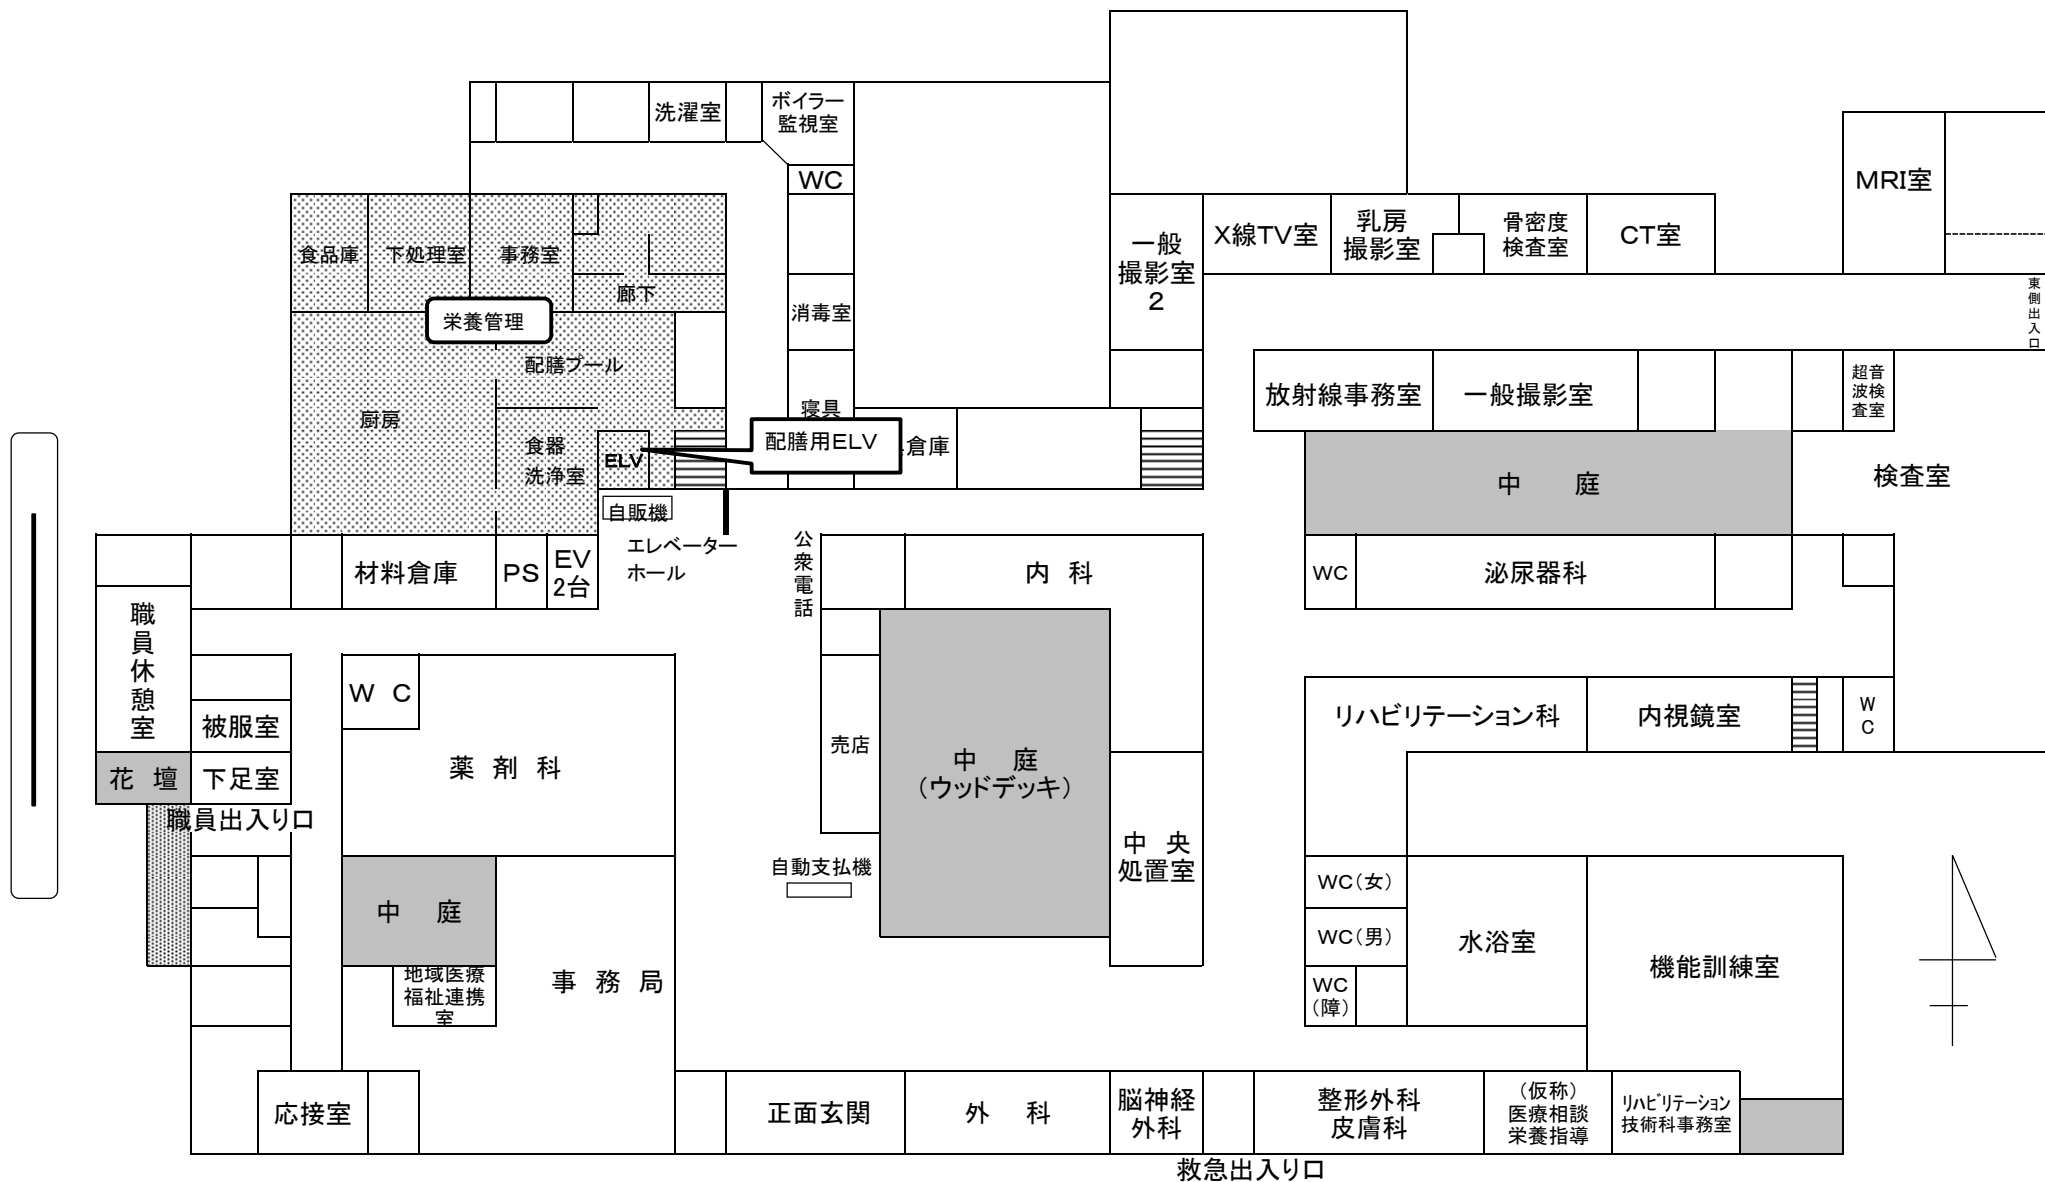 洗濯室
ボイラー
監視室
WC
MRI室
一般
撮影室
2
X線TV室
乳房
撮影室
骨密度
検査室
CT室
食品庫
下処理室
事務室
廊下
栄養管理
消毒室
東側出入口
配膳プール
厨房
寝具
倉庫
配膳用ELV
食器
洗浄室
ELV
放射線事務室
一般撮影室
超音
波検
査室
中 庭
検査室
自販機
エレベーター
ホール
公衆電話
材料倉庫
PS
EV
2台
内 科
WC
泌尿器科
職員休憩室
W C
被服室
下足室
花 壇
職員出入り口
薬 剤 科
売店
中 庭
（ウッドデッキ）
リハビリテーション科
内視鏡室
W
C
中 央
処置室
自動支払機
中 庭
地域医療
福祉連携
室
事 務 局
WC（女）
WC（男）
WC
（障）
水浴室
機能訓練室
応接室
正面玄関
外 科
脳神経
外科
整形外科
皮膚科
（仮称）
医療相談
栄養指導
ﾘﾊﾋﾞﾘﾃｰｼｮﾝ
技術科事務室
救急出入り口